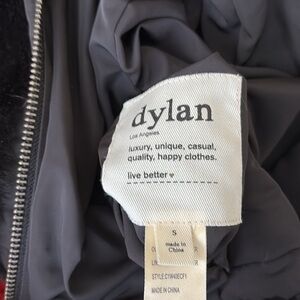 dylan
Los Angeles
luxury, unique, casual,
quality, happy clothes.
live better ♥
S
made in
China
MADE IN CHINA